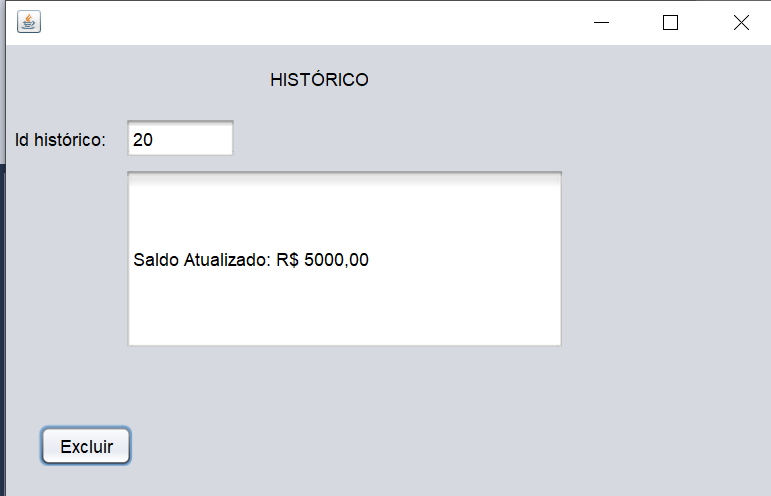 HISTÓRICO
Id histórico: 20
Saldo Atualizado: R$ 5000,00
Excluir